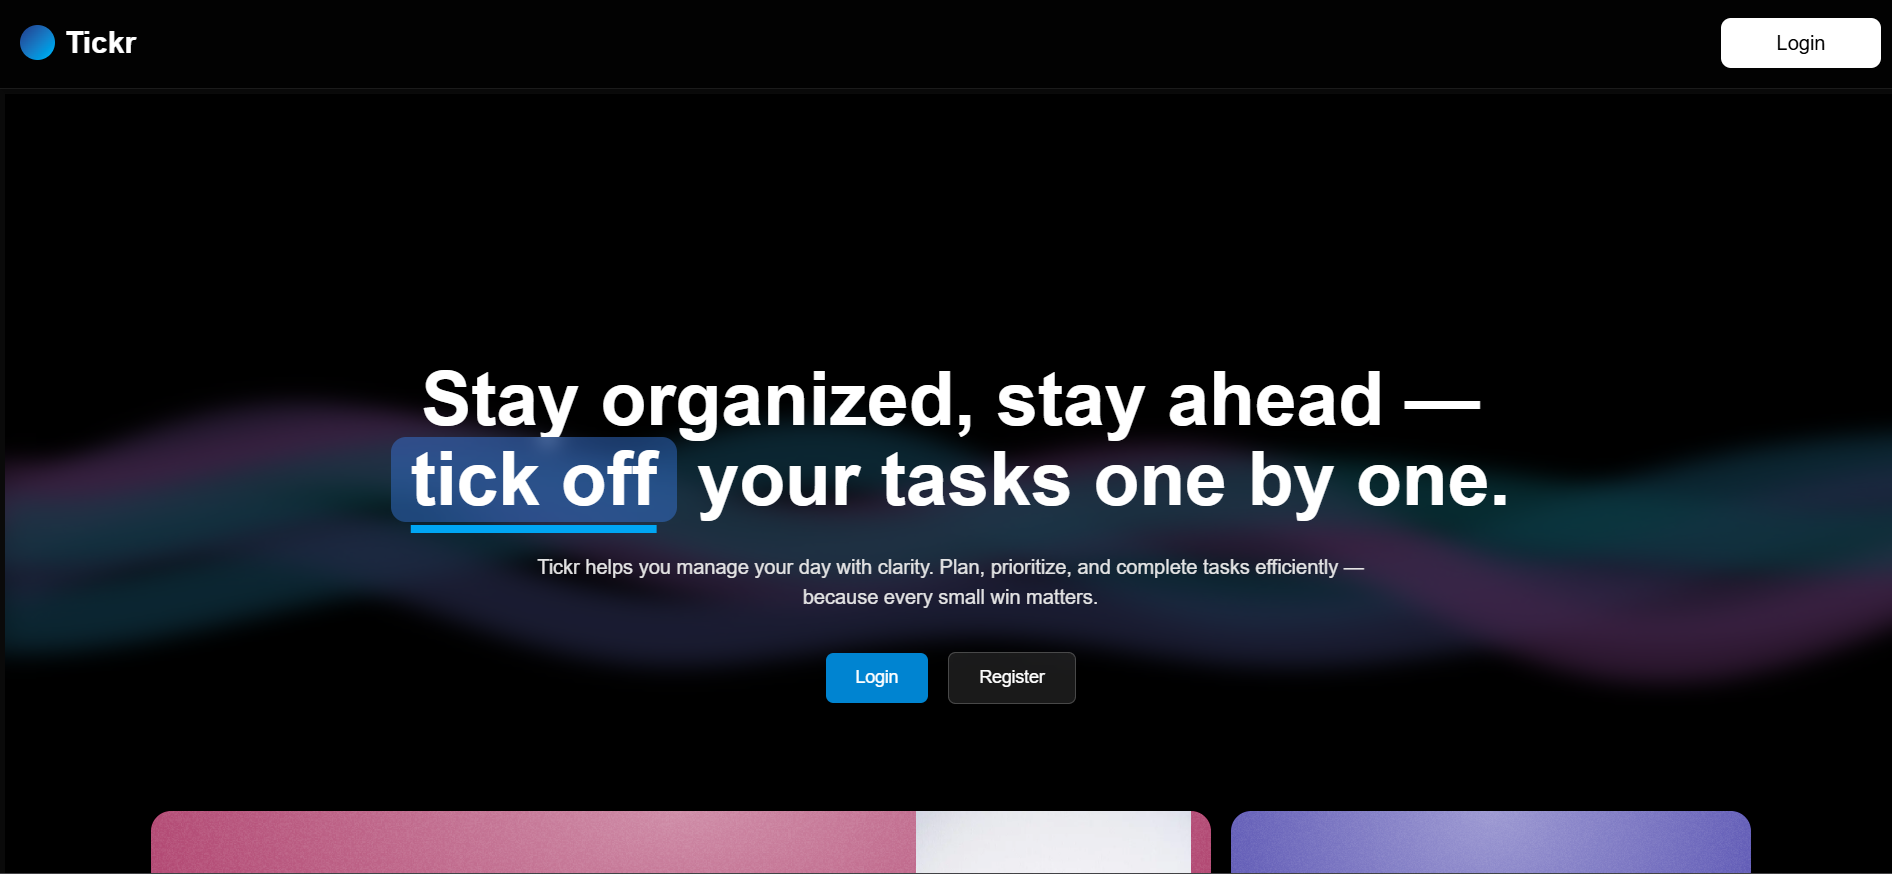 Tickr
Login
Stay organized, stay ahead —
tick off your tasks one by one.
Tickr helps you manage your day with clarity. Plan, prioritize, and complete tasks efficiently —
because every small win matters.
Login
Register